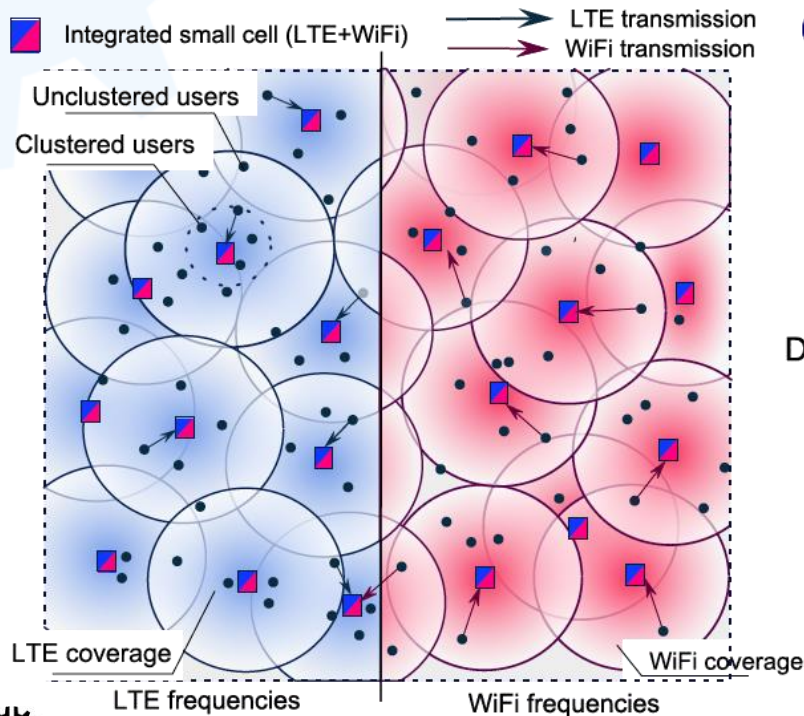 Integrated small cell (LTE+WiFi)
LTE transmission
WiFi transmission
Unclustered users
Clustered users
LTE coverage
WiFi coverage
LTE frequencies
WiFi frequencies